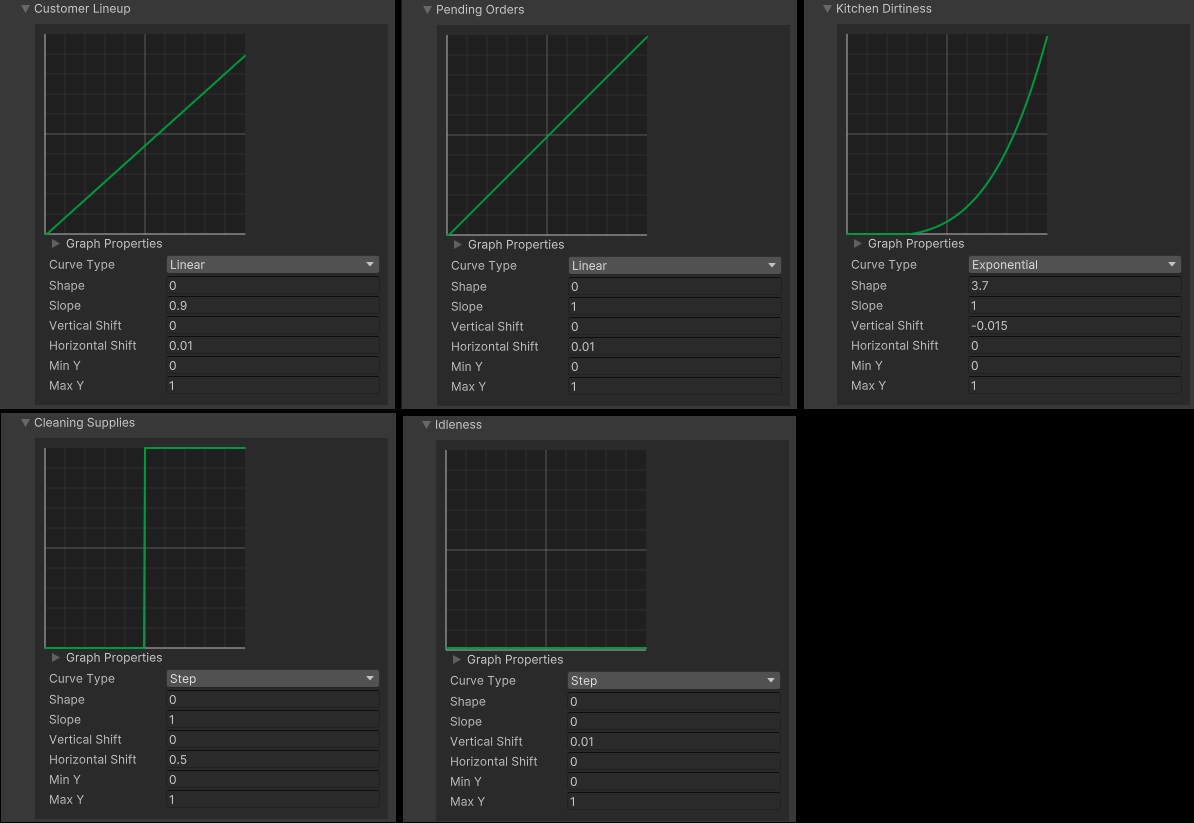 Customer Lineup
Graph Properties
Curve Type Linear
Shape 0
Slope 0.9
Vertical Shift 0
Horizontal Shift 0.01
Min Y 0
Max Y 1
Pending Orders
Graph Properties
Curve Type Linear
Shape 0
Slope 1
Vertical Shift 0
Horizontal Shift 0.01
Min Y 0
Max Y 1
Kitchen Dirtiness
Graph Properties
Curve Type Exponential
Shape 3.7
Slope 1
Vertical Shift -0.015
Horizontal Shift 0
Min Y 0
Max Y 1
Cleaning Supplies
Graph Properties
Curve Type Step
Shape 0
Slope 1
Vertical Shift 0
Horizontal Shift 0.5
Min Y 0
Max Y 1
Idleness
Graph Properties
Curve Type Step
Shape 0
Slope 0
Vertical Shift 0.01
Horizontal Shift 0
Min Y 0
Max Y 1